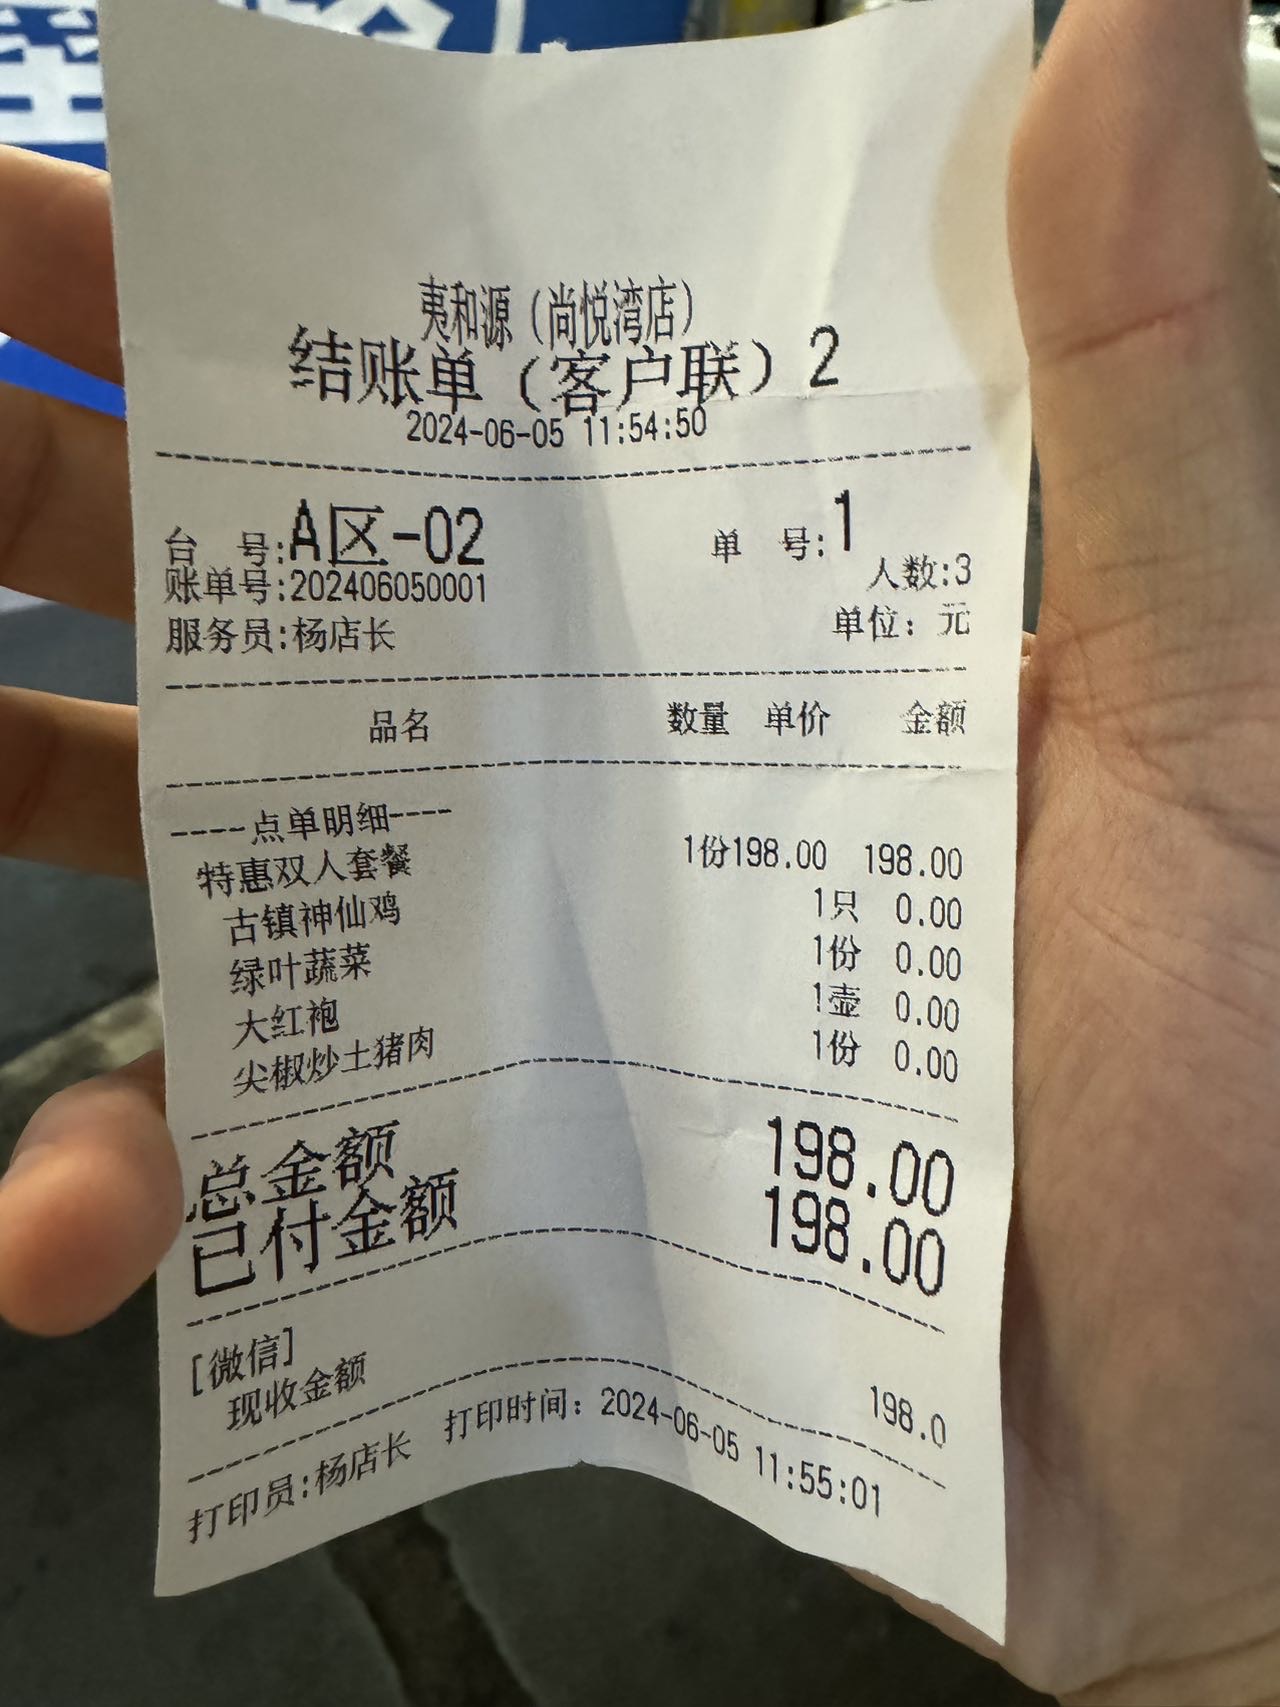 夷和源（尚悦湾店）
结账单（客户联）2
2024-06-05 11:54:50
台 号:A区-02 单 号:1
人数:3
账单号:202406050001
服务员:杨店长 单位：元
品名 数量 单价 金额
----点单明细----
特惠双人套餐 1份198.00 198.00
古镇神仙鸡 1只 0.00
绿叶蔬菜 1份 0.00
大红袍 1壶 0.00
尖椒炒土猪肉 1份 0.00
总金额 198.00
已付金额 198.00
[微信]
现收金额 198.0
打印员:杨店长 打印时间：2024-06-05 11:55:01